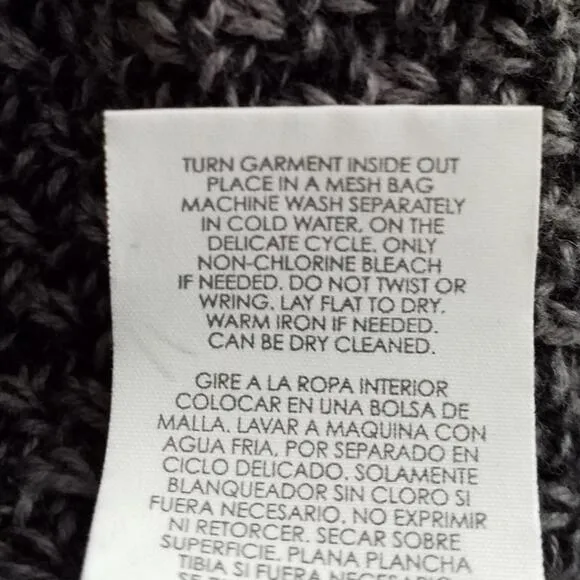 TURN GARMENT INSIDE OUT
PLACE IN A MESH BAG
MACHINE WASH SEPARATELY
IN COLD WATER, ON THE
DELICATE CYCLE. ONLY
NON-CHLORINE BLEACH
IF NEEDED. DO NOT TWIST OR
WRING. LAY FLAT TO DRY.
WARM IRON IF NEEDED.
CAN BE DRY CLEANED.
GIRE A LA ROPA INTERIOR
COLOCAR EN UNA BOLSA DE
MALLA. LAVAR A MAQUINA CON
AGUA FRIA, POR SEPARADO EN
CICLO DELICADO. SOLAMENTE
BLANQUEADOR SIN CLORO SI
FUERA NECESARIO. NO EXPRIMIR
NI RETORCER. SECAR SOBRE
SUPERFICIE. PLANA PLANCHA
TIBIA SI FUERA NECESARIO